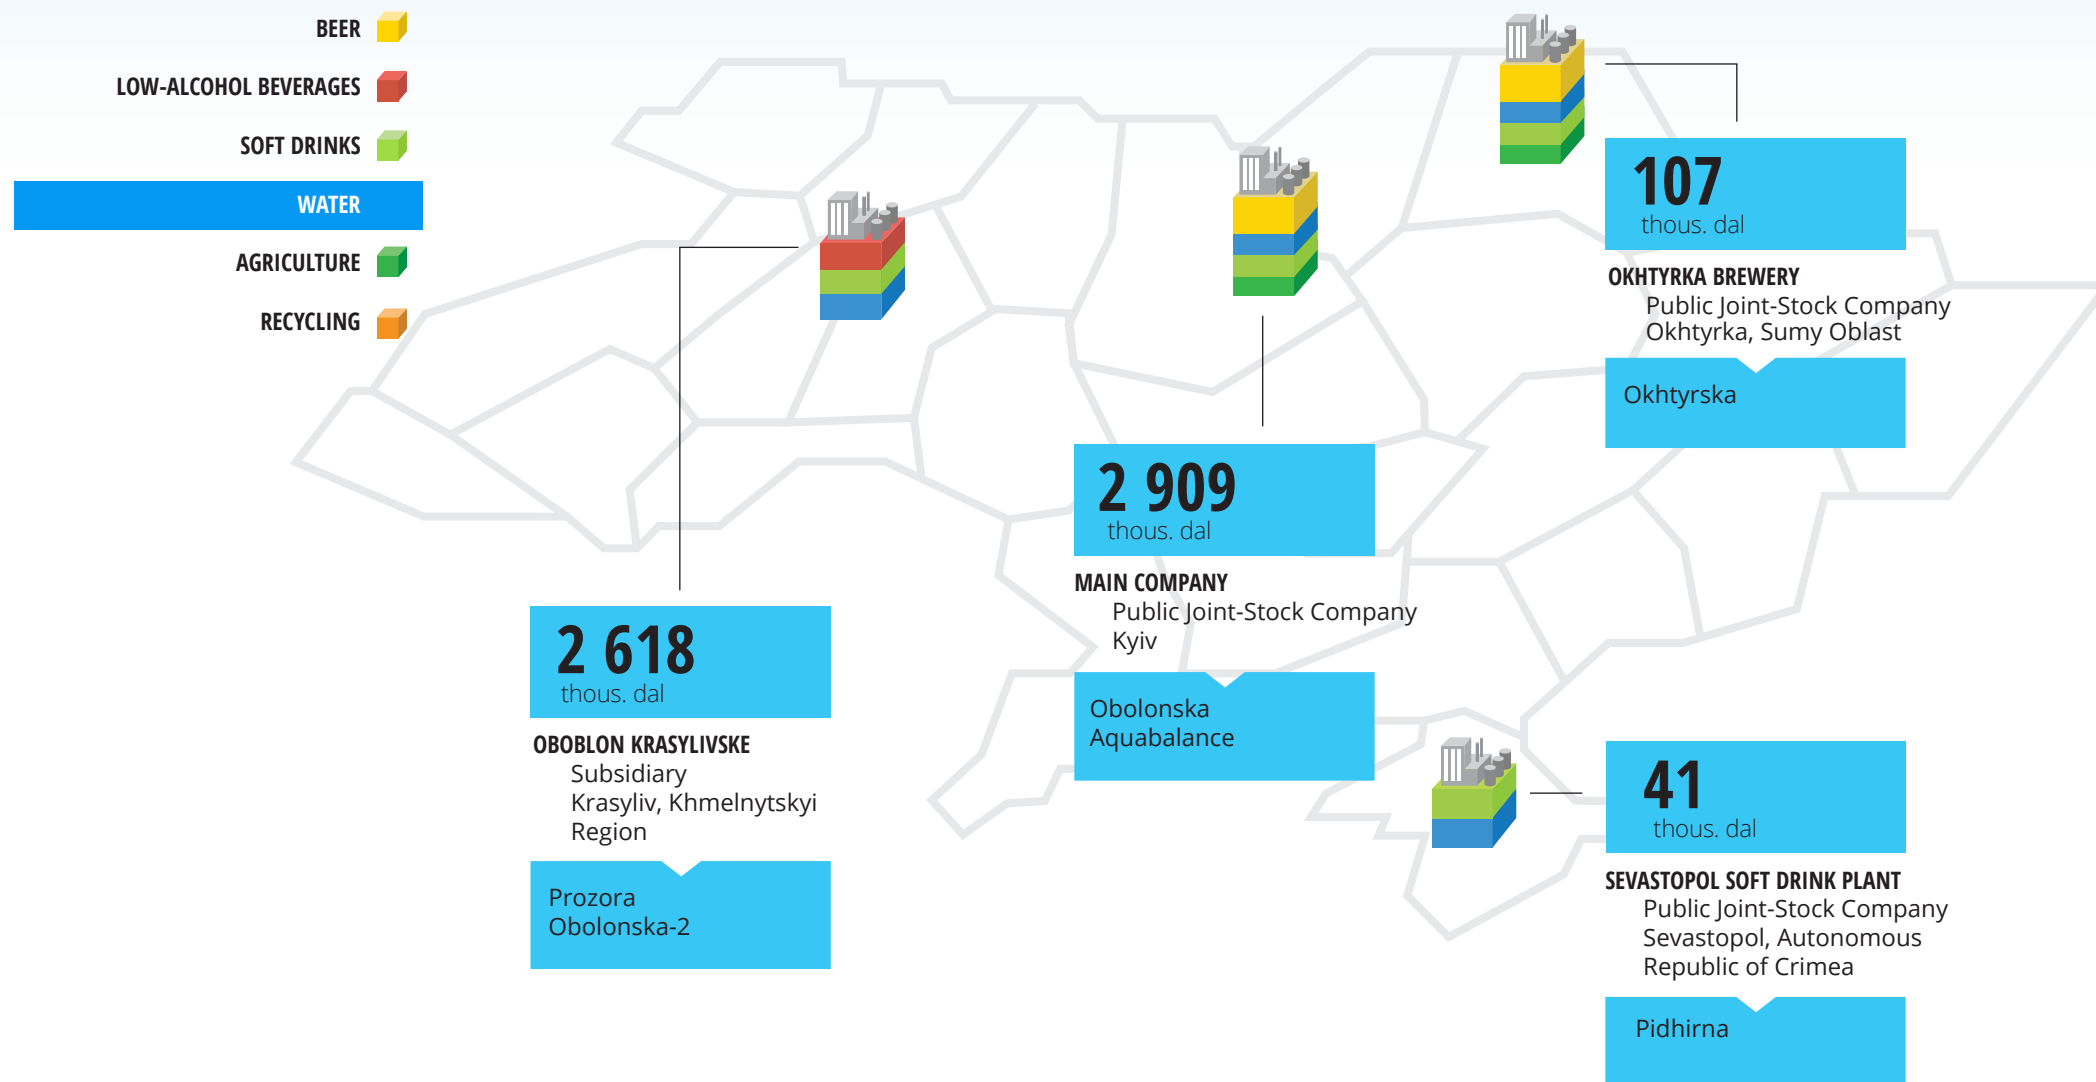 BEER
LOW-ALCOHOL BEVERAGES
SOFT DRINKS
WATER
AGRICULTURE
RECYCLING
107
thous. dal
OKHTYRKA BREWERY
Public Joint-Stock Company
Okhtyrka, Sumy Oblast
Okhtyrska
2 909
thous. dal
MAIN COMPANY
Public Joint-Stock Company
Kyiv
Obolonska
Aquabalance
2 618
thous. dal
OBOBLON KRASYLIVSKE
Subsidiary
Krasyliv, Khmelnytskyi
Region
Prozora
Obolonska-2
41
thous. dal
SEVASTOPOL SOFT DRINK PLANT
Public Joint-Stock Company
Sevastopol, Autonomous
Republic of Crimea
Pidhirna